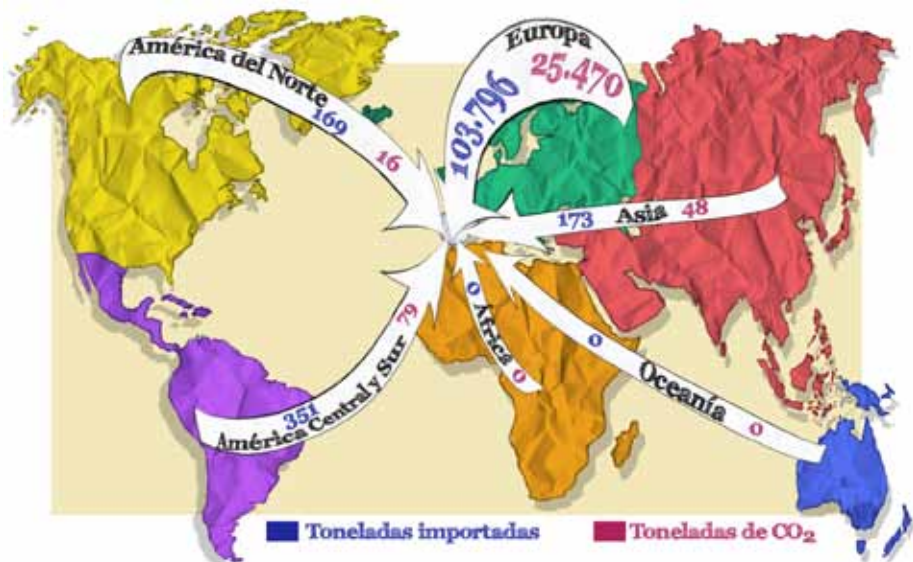 América del Norte
169
16
Europa
103.796
25.470
173 Asia 48
América Central y Sur
351
79
0 África 0
0 Oceanía 0
Toneladas importadas
Toneladas de CO₂